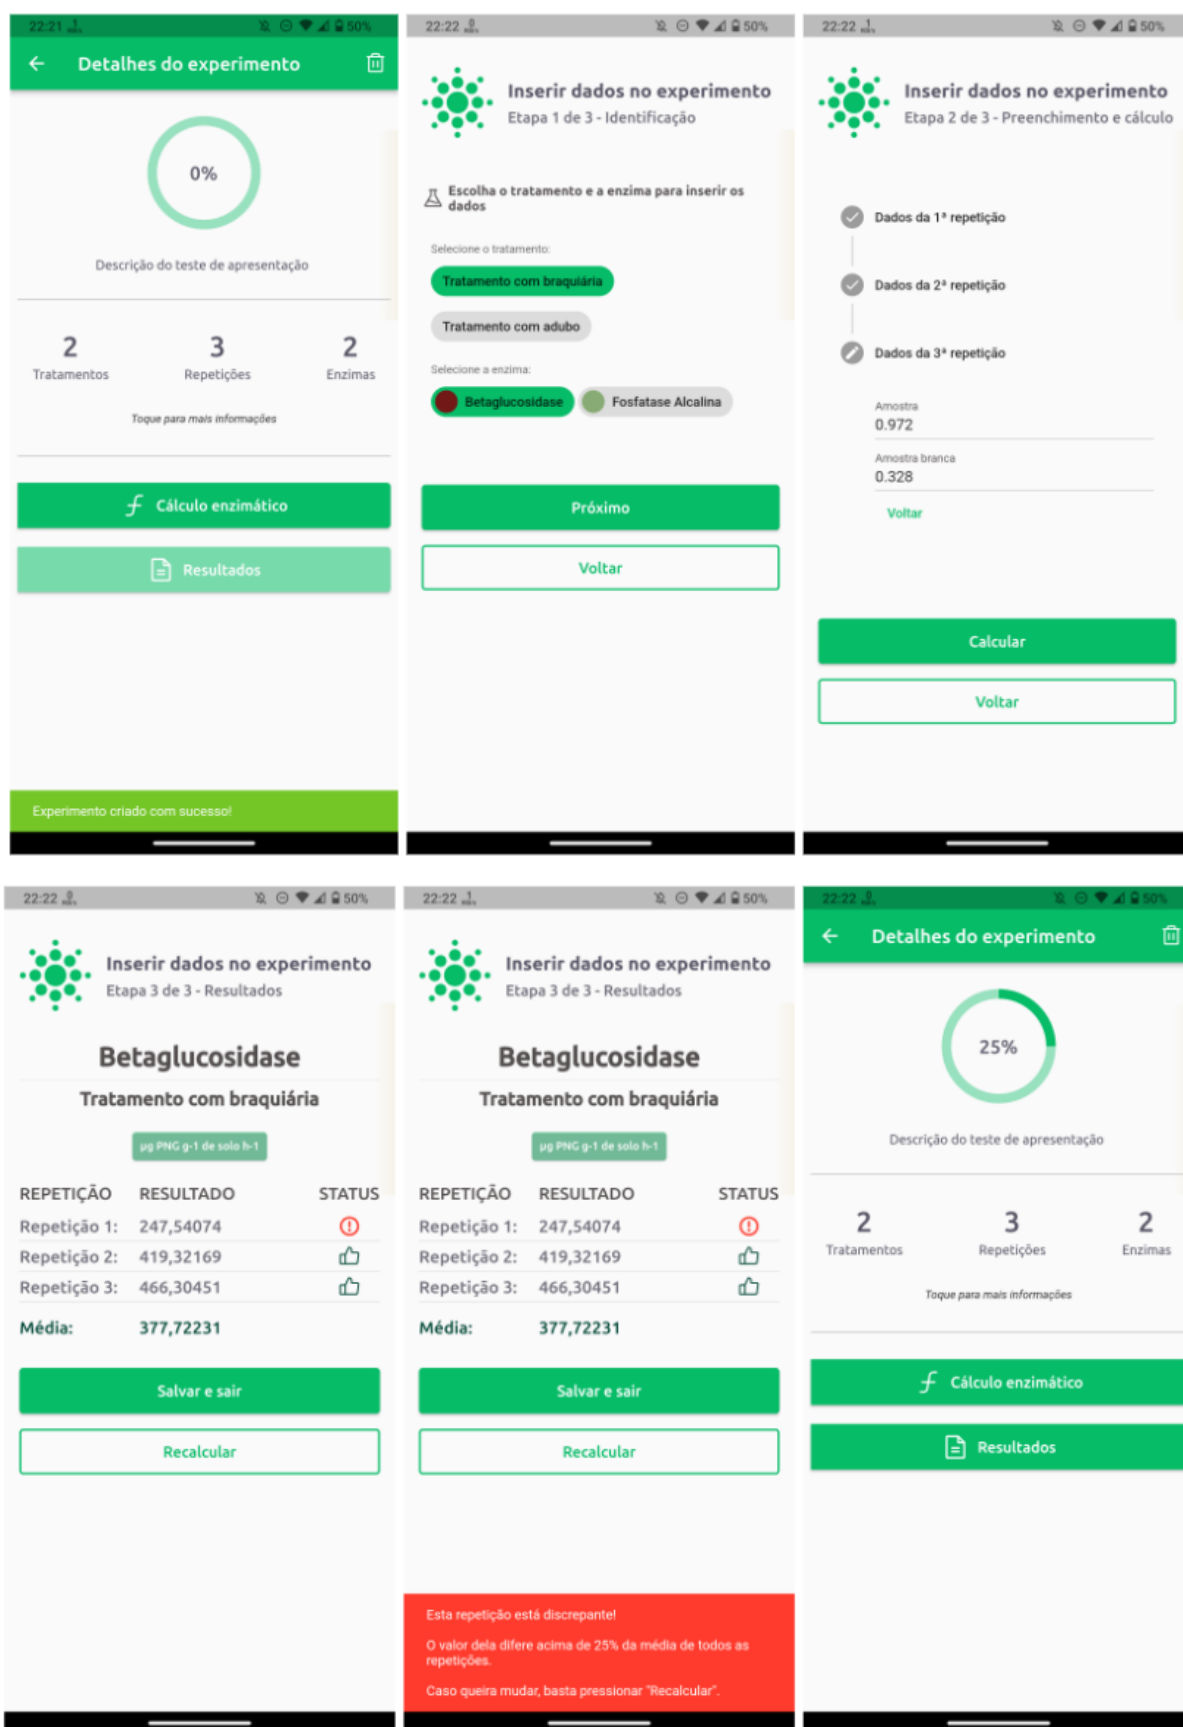 22:21
50%
Detalhes do experimento
0%
Descrição do teste de apresentação
2
3
2
Tratamentos
Repetições
Enzimas
Toque para mais informações
Cálculo enzimático
Resultados
Experimento criado com sucesso!
22:22
50%
Inserir dados no experimento
Etapa 1 de 3 - Identificação
Escolha o tratamento e a enzima para inserir os
dados
Selecione o tratamento:
Tratamento com braquiária
Tratamento com adubo
Selecione a enzima:
Betaglucosidase
Fosfatase Alcalina
Próximo
Voltar
22:22
50%
Inserir dados no experimento
Etapa 2 de 3 - Preenchimento e cálculo
Dados da 1ª repetição
Dados da 2ª repetição
Dados da 3ª repetição
Amostra
0.972
Amostra branca
0.328
Voltar
Calcular
Voltar
22:22
50%
Inserir dados no experimento
Etapa 3 de 3 - Resultados
Betaglucosidase
Tratamento com braquiária
µg PNG g-1 de solo h-1
REPETIÇÃO RESULTADO STATUS
Repetição 1: 247,54074
Repetição 2: 419,32169
Repetição 3: 466,30451
Média: 377,72231
Salvar e sair
Recalcular
22:22
50%
Inserir dados no experimento
Etapa 3 de 3 - Resultados
Betaglucosidase
Tratamento com braquiária
µg PNG g-1 de solo h-1
REPETIÇÃO RESULTADO STATUS
Repetição 1: 247,54074
Repetição 2: 419,32169
Repetição 3: 466,30451
Média: 377,72231
Salvar e sair
Recalcular
Esta repetição está discrepante!
O valor dela difere acima de 25% da média de todos as
repetições.
Caso queira mudar, basta pressionar "Recalcular".
22:22
50%
Detalhes do experimento
25%
Descrição do teste de apresentação
2
3
2
Tratamentos
Repetições
Enzimas
Toque para mais informações
Cálculo enzimático
Resultados